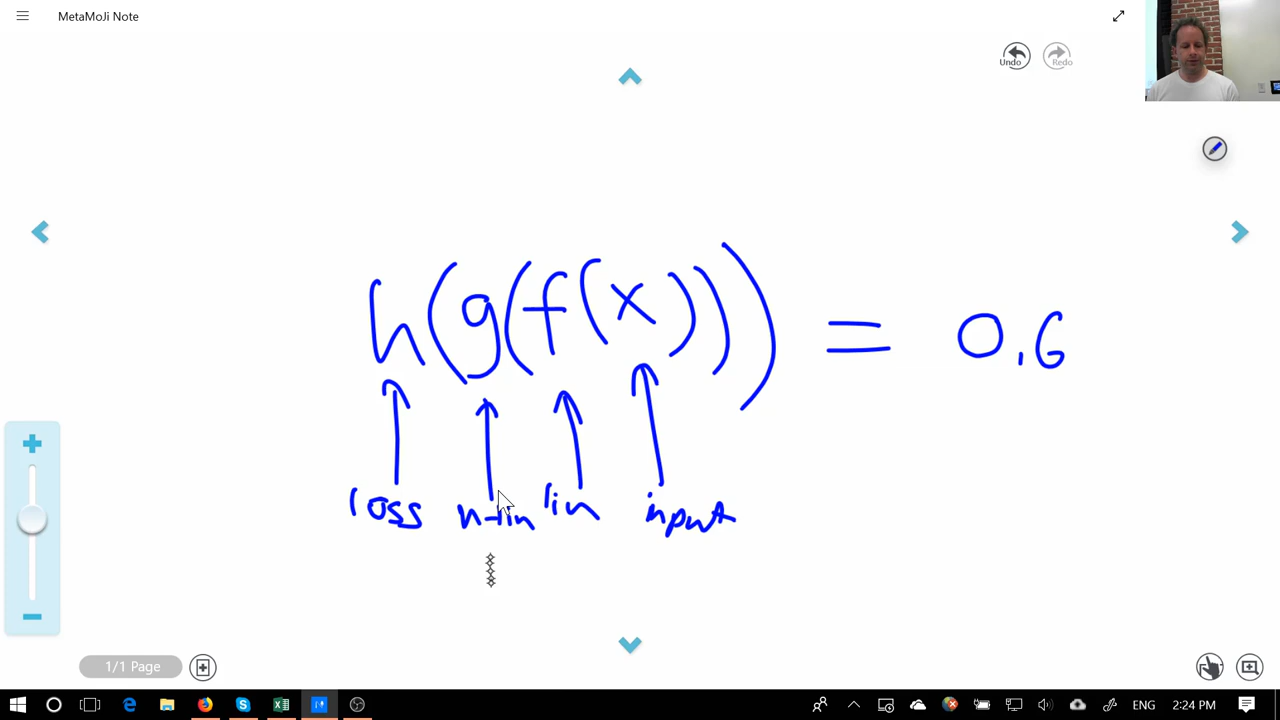 MetaMoJi Note
Undo
Redo
h(g(f(x))) = 0.6
loss n-lin lin input
1/1 Page
ENG
2:24 PM